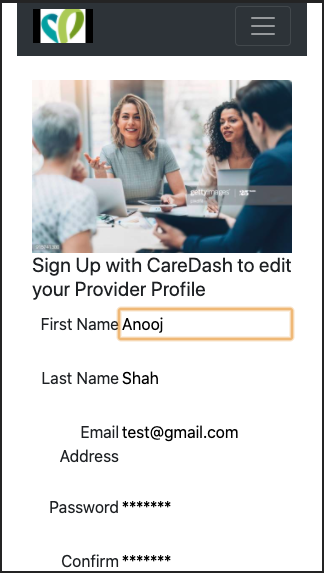 gettyimages
Sign Up with CareDash to edit
your Provider Profile
First Name Anooj
Last Name Shah
Email test@gmail.com
Address
Password *******
Confirm *******